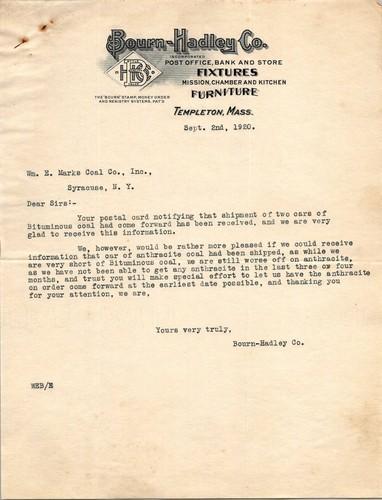 Bourn-Hadley Co.
INCORPORATED
POST OFFICE, BANK AND STORE
FIXTURES
MISSION, CHAMBER AND KITCHEN
FURNITURE
THE "BOURN" STAMP, MONEY ORDER
AND REGISTRY SYSTEMS, PAT'S
TEMPLETON, MASS.
Sept. 2nd, 1920.
Wm. E. Marks Coal Co., Inc.,
Syracuse, N. Y.
Dear Sirs:-
Your postal card notifying that shipment of two cars of
Bituminous coal had come forward has been received, and we are very
glad to receive this information.
We, however, would be rather more pleased if we could receive
information that car of anthracite coal had been shipped, as while we
are very short of Bituminous coal, we are still worse off on anthracite,
as we have not been able to get any anthracite in the last three or four
months, and trust you will make special effort to let us have the anthracite
on order come forward at the earliest date possible, and thanking you
for your attention, we are,
Yours very truly,
Bourn-Hadley Co.
WEB/E